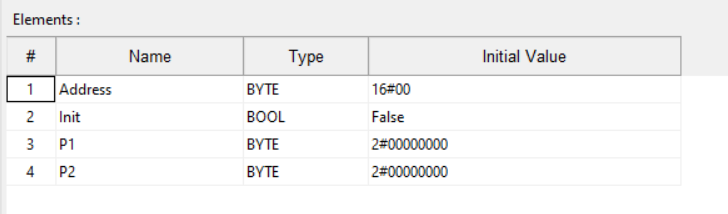 Elements :
# Name Type Initial Value
1 Address BYTE 16#00
2 Init BOOL False
3 P1 BYTE 2#00000000
4 P2 BYTE 2#00000000